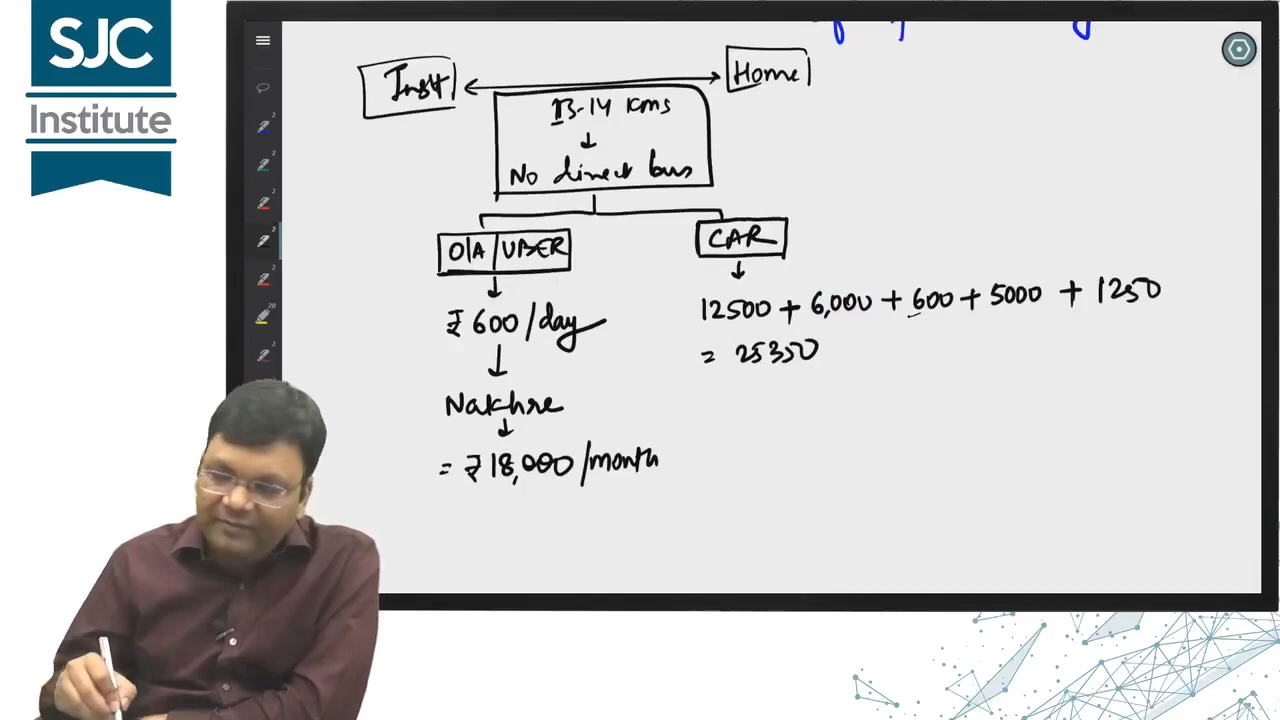 SJC
Institute
Inst
Home
13-14 kms
No direct bus
OLA
UBER
CAR
₹600/day
12500 + 6,000 + 600 + 5000 + 1250
= 25350
Nakhre
= ₹18,000/month